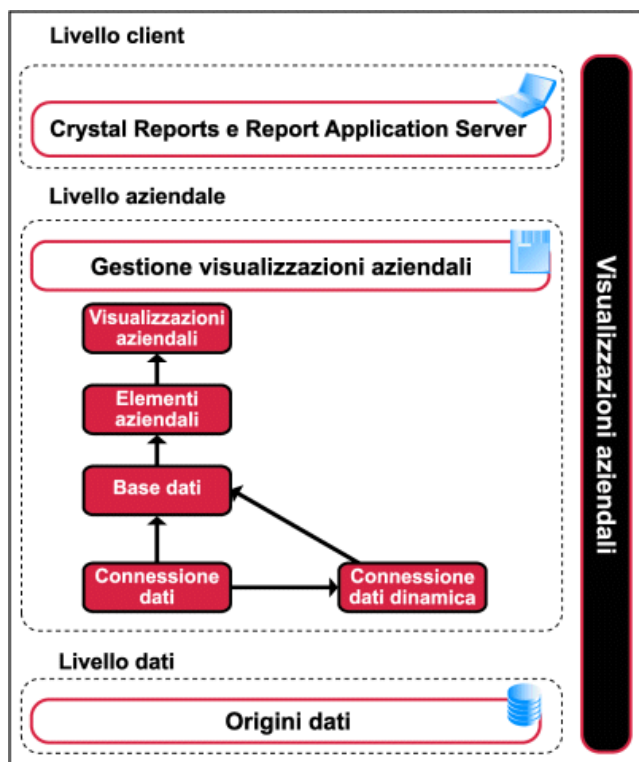 Livello client
Crystal Reports e Report Application Server
Livello aziendale
Gestione visualizzazioni aziendali
Visualizzazioni
aziendali
Elementi
aziendali
Base dati
Connessione
dati
Connessione
dati dinamica
Livello dati
Origini dati
Visualizzazioni aziendali